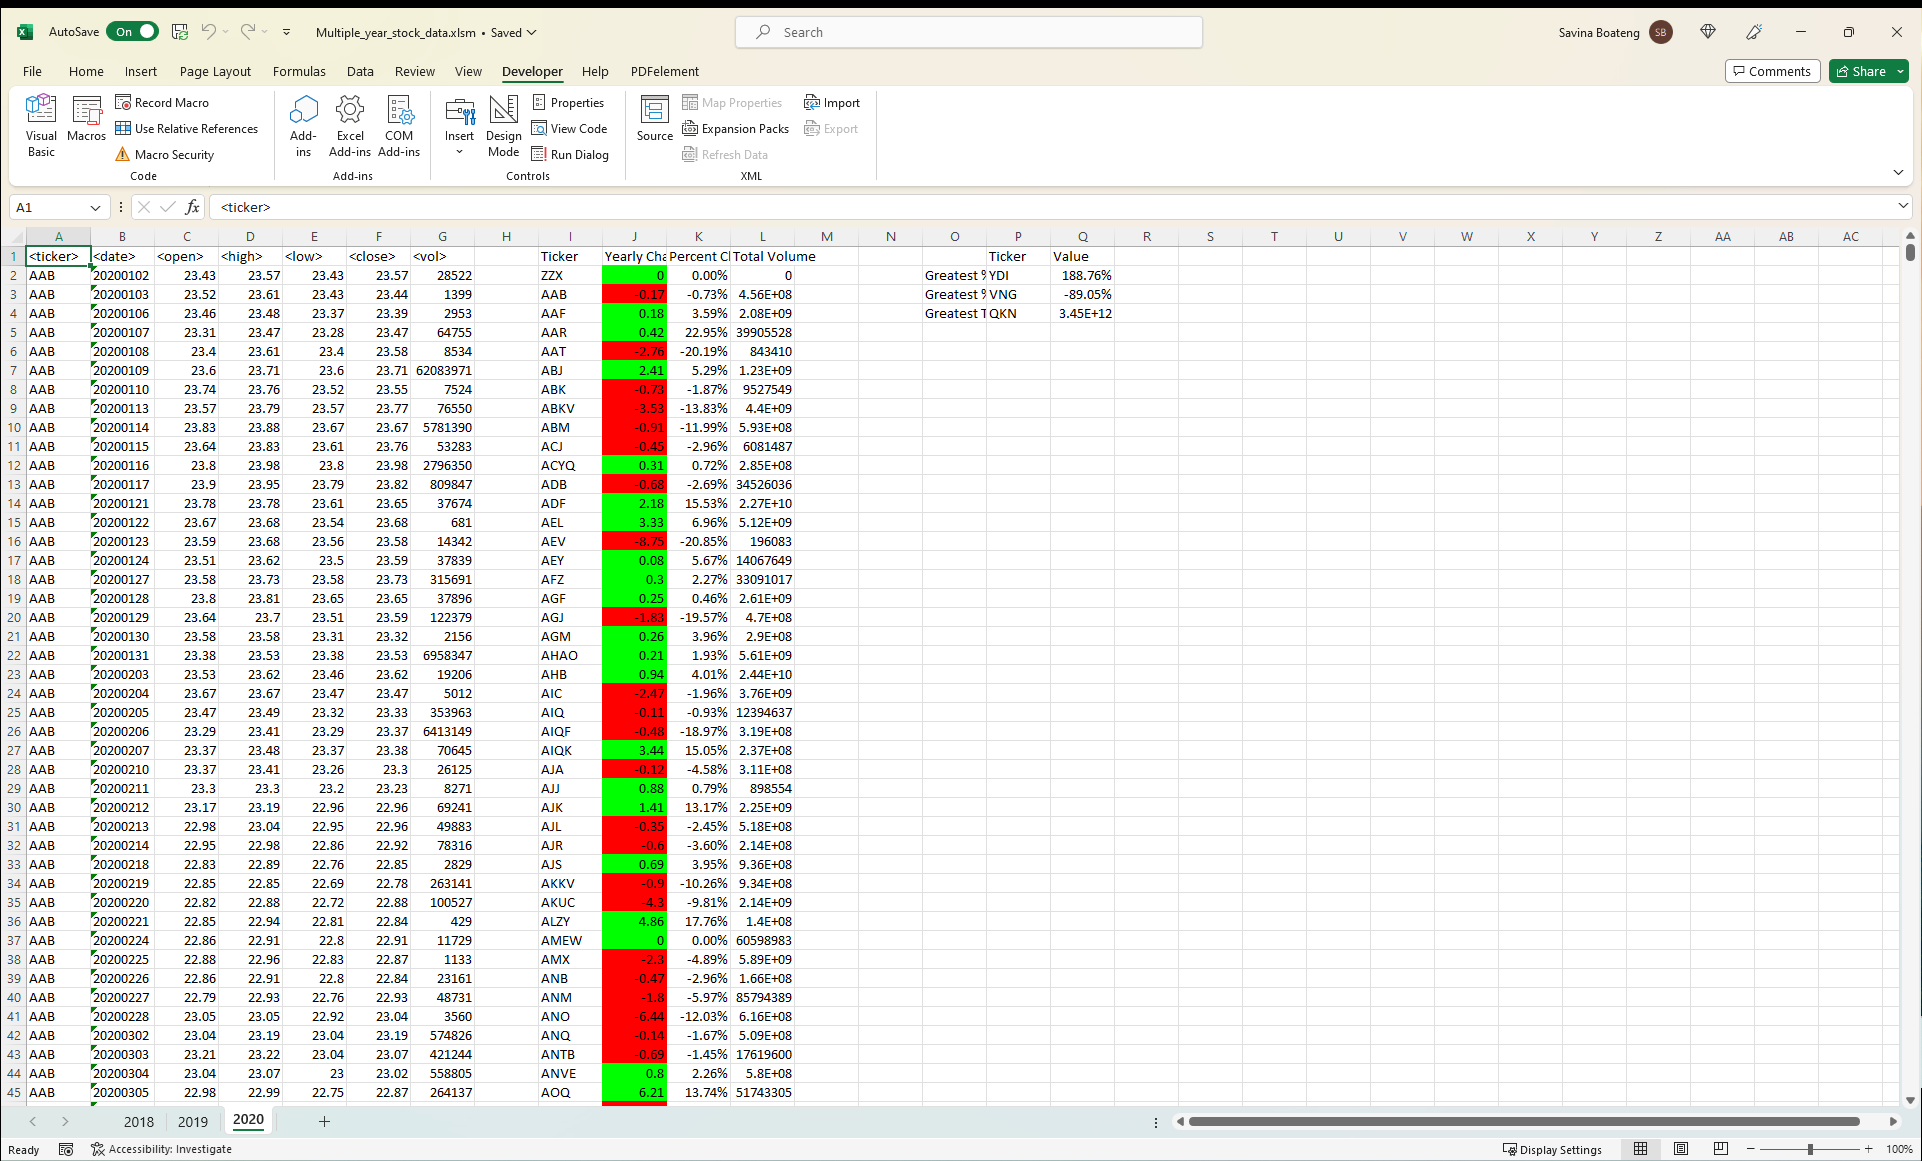 AutoSave On Multiple_year_stock_data.xlsm • Saved Search Savina Boateng SB
File Home Insert Page Layout Formulas Data Review View Developer Help PDFelement Comments Share
Visual Basic Macros Record Macro Use Relative References Macro Security Code
Add-ins Excel Add-ins COM Add-ins Add-ins
Insert Design Mode Properties View Code Run Dialog Controls
Source Map Properties Expansion Packs Refresh Data Import Export XML
A1 fx <ticker>
A B C D E F G H I J K L M N O P Q R S T U V W X Y Z AA AB AC
1 <ticker> <date> <open> <high> <low> <close> <vol> Ticker Yearly Cha Percent Cl Total Volume Ticker Value
2 AAB 20200102 23.43 23.57 23.43 23.57 28522 ZZX 0 0.00% 0 Greatest % YDI 188.76%
3 AAB 20200103 23.52 23.61 23.43 23.44 1399 AAB -0.17 -0.73% 4.56E+08 Greatest % VNG -89.05%
4 AAB 20200106 23.46 23.48 23.37 23.39 2953 AAF 0.18 3.59% 2.08E+09 Greatest T QKN 3.45E+12
5 AAB 20200107 23.31 23.47 23.28 23.47 64755 AAR 0.42 22.95% 39905528
6 AAB 20200108 23.4 23.61 23.4 23.58 8534 AAT -2.76 -20.19% 843410
7 AAB 20200109 23.6 23.71 23.6 23.71 62083971 ABJ 2.41 5.29% 1.23E+09
8 AAB 20200110 23.74 23.76 23.52 23.55 7524 ABK -0.73 -1.87% 9527549
9 AAB 20200113 23.57 23.79 23.57 23.77 76550 ABKV -3.53 -13.83% 4.4E+09
10 AAB 20200114 23.83 23.88 23.67 23.67 5781390 ABM -0.91 -11.99% 5.93E+08
11 AAB 20200115 23.64 23.83 23.61 23.76 53283 ACJ -0.45 -2.96% 6081487
12 AAB 20200116 23.8 23.98 23.8 23.98 2796350 ACYQ 0.31 0.72% 2.85E+08
13 AAB 20200117 23.9 23.95 23.79 23.82 809847 ADB -0.68 -2.69% 34526036
14 AAB 20200121 23.78 23.78 23.61 23.65 37674 ADF 2.18 15.53% 2.27E+10
15 AAB 20200122 23.67 23.68 23.54 23.68 681 AEL 3.33 6.96% 5.12E+09
16 AAB 20200123 23.59 23.68 23.56 23.58 14342 AEV -8.75 -20.85% 196083
17 AAB 20200124 23.51 23.62 23.5 23.59 37839 AEY 0.08 5.67% 14067649
18 AAB 20200127 23.58 23.73 23.58 23.73 315691 AFZ 0.3 2.27% 33091017
19 AAB 20200128 23.8 23.81 23.65 23.65 37896 AGF 0.25 0.46% 2.61E+09
20 AAB 20200129 23.64 23.7 23.51 23.59 122379 AGJ -1.83 -19.57% 4.7E+08
21 AAB 20200130 23.58 23.58 23.31 23.32 2156 AGM 0.26 3.96% 2.9E+08
22 AAB 20200131 23.38 23.53 23.38 23.53 6958347 AHAO 0.21 1.93% 5.61E+09
23 AAB 20200203 23.53 23.62 23.46 23.62 19206 AHB 0.94 4.01% 2.44E+10
24 AAB 20200204 23.67 23.67 23.47 23.47 5012 AIC -2.47 -1.96% 3.76E+09
25 AAB 20200205 23.47 23.49 23.32 23.33 353963 AIQ -0.11 -0.93% 12394637
26 AAB 20200206 23.29 23.41 23.29 23.37 6413149 AIQF -0.48 -18.97% 3.19E+08
27 AAB 20200207 23.37 23.48 23.37 23.38 70645 AIQK 3.44 15.05% 2.37E+08
28 AAB 20200210 23.37 23.41 23.26 23.3 26125 AJA -0.12 -4.58% 3.11E+08
29 AAB 20200211 23.3 23.3 23.2 23.23 8271 AJJ 0.88 0.79% 898554
30 AAB 20200212 23.17 23.19 22.96 22.96 69241 AJK 1.41 13.17% 2.25E+09
31 AAB 20200213 22.98 23.04 22.95 22.96 49883 AJL -0.35 -2.45% 5.18E+08
32 AAB 20200214 22.95 22.98 22.86 22.92 78316 AJR -0.6 -3.60% 2.14E+08
33 AAB 20200218 22.83 22.89 22.76 22.85 2829 AJS 0.69 3.95% 9.36E+08
34 AAB 20200219 22.85 22.85 22.69 22.78 263141 AKKV -0.9 -10.26% 9.34E+08
35 AAB 20200220 22.82 22.88 22.72 22.88 100527 AKUC -4.3 -9.81% 2.14E+09
36 AAB 20200221 22.85 22.94 22.81 22.84 429 ALZY 4.86 17.76% 1.4E+08
37 AAB 20200224 22.86 22.91 22.8 22.91 11729 AMEW 0 0.00% 60598983
38 AAB 20200225 22.88 22.96 22.83 22.87 1133 AMX -2.3 -4.89% 5.89E+09
39 AAB 20200226 22.86 22.91 22.8 22.84 23161 ANB -0.47 -2.96% 1.66E+08
40 AAB 20200227 22.79 22.93 22.76 22.93 48731 ANM -1.8 -5.97% 85794389
41 AAB 20200228 23.05 23.05 22.92 23.04 3560 ANO -6.44 -12.03% 6.16E+08
42 AAB 20200302 23.04 23.19 23.04 23.19 574826 ANQ -0.14 -1.67% 5.09E+08
43 AAB 20200303 23.21 23.22 23.04 23.07 421244 ANTB -0.69 -1.45% 17619600
44 AAB 20200304 23.04 23.07 23 23.02 558805 ANVE 0.8 2.26% 5.8E+08
45 AAB 20200305 22.98 22.99 22.75 22.87 264137 AOQ 6.21 13.74% 51743305
2018 2019 2020
Ready Accessibility: Investigate Display Settings 100%